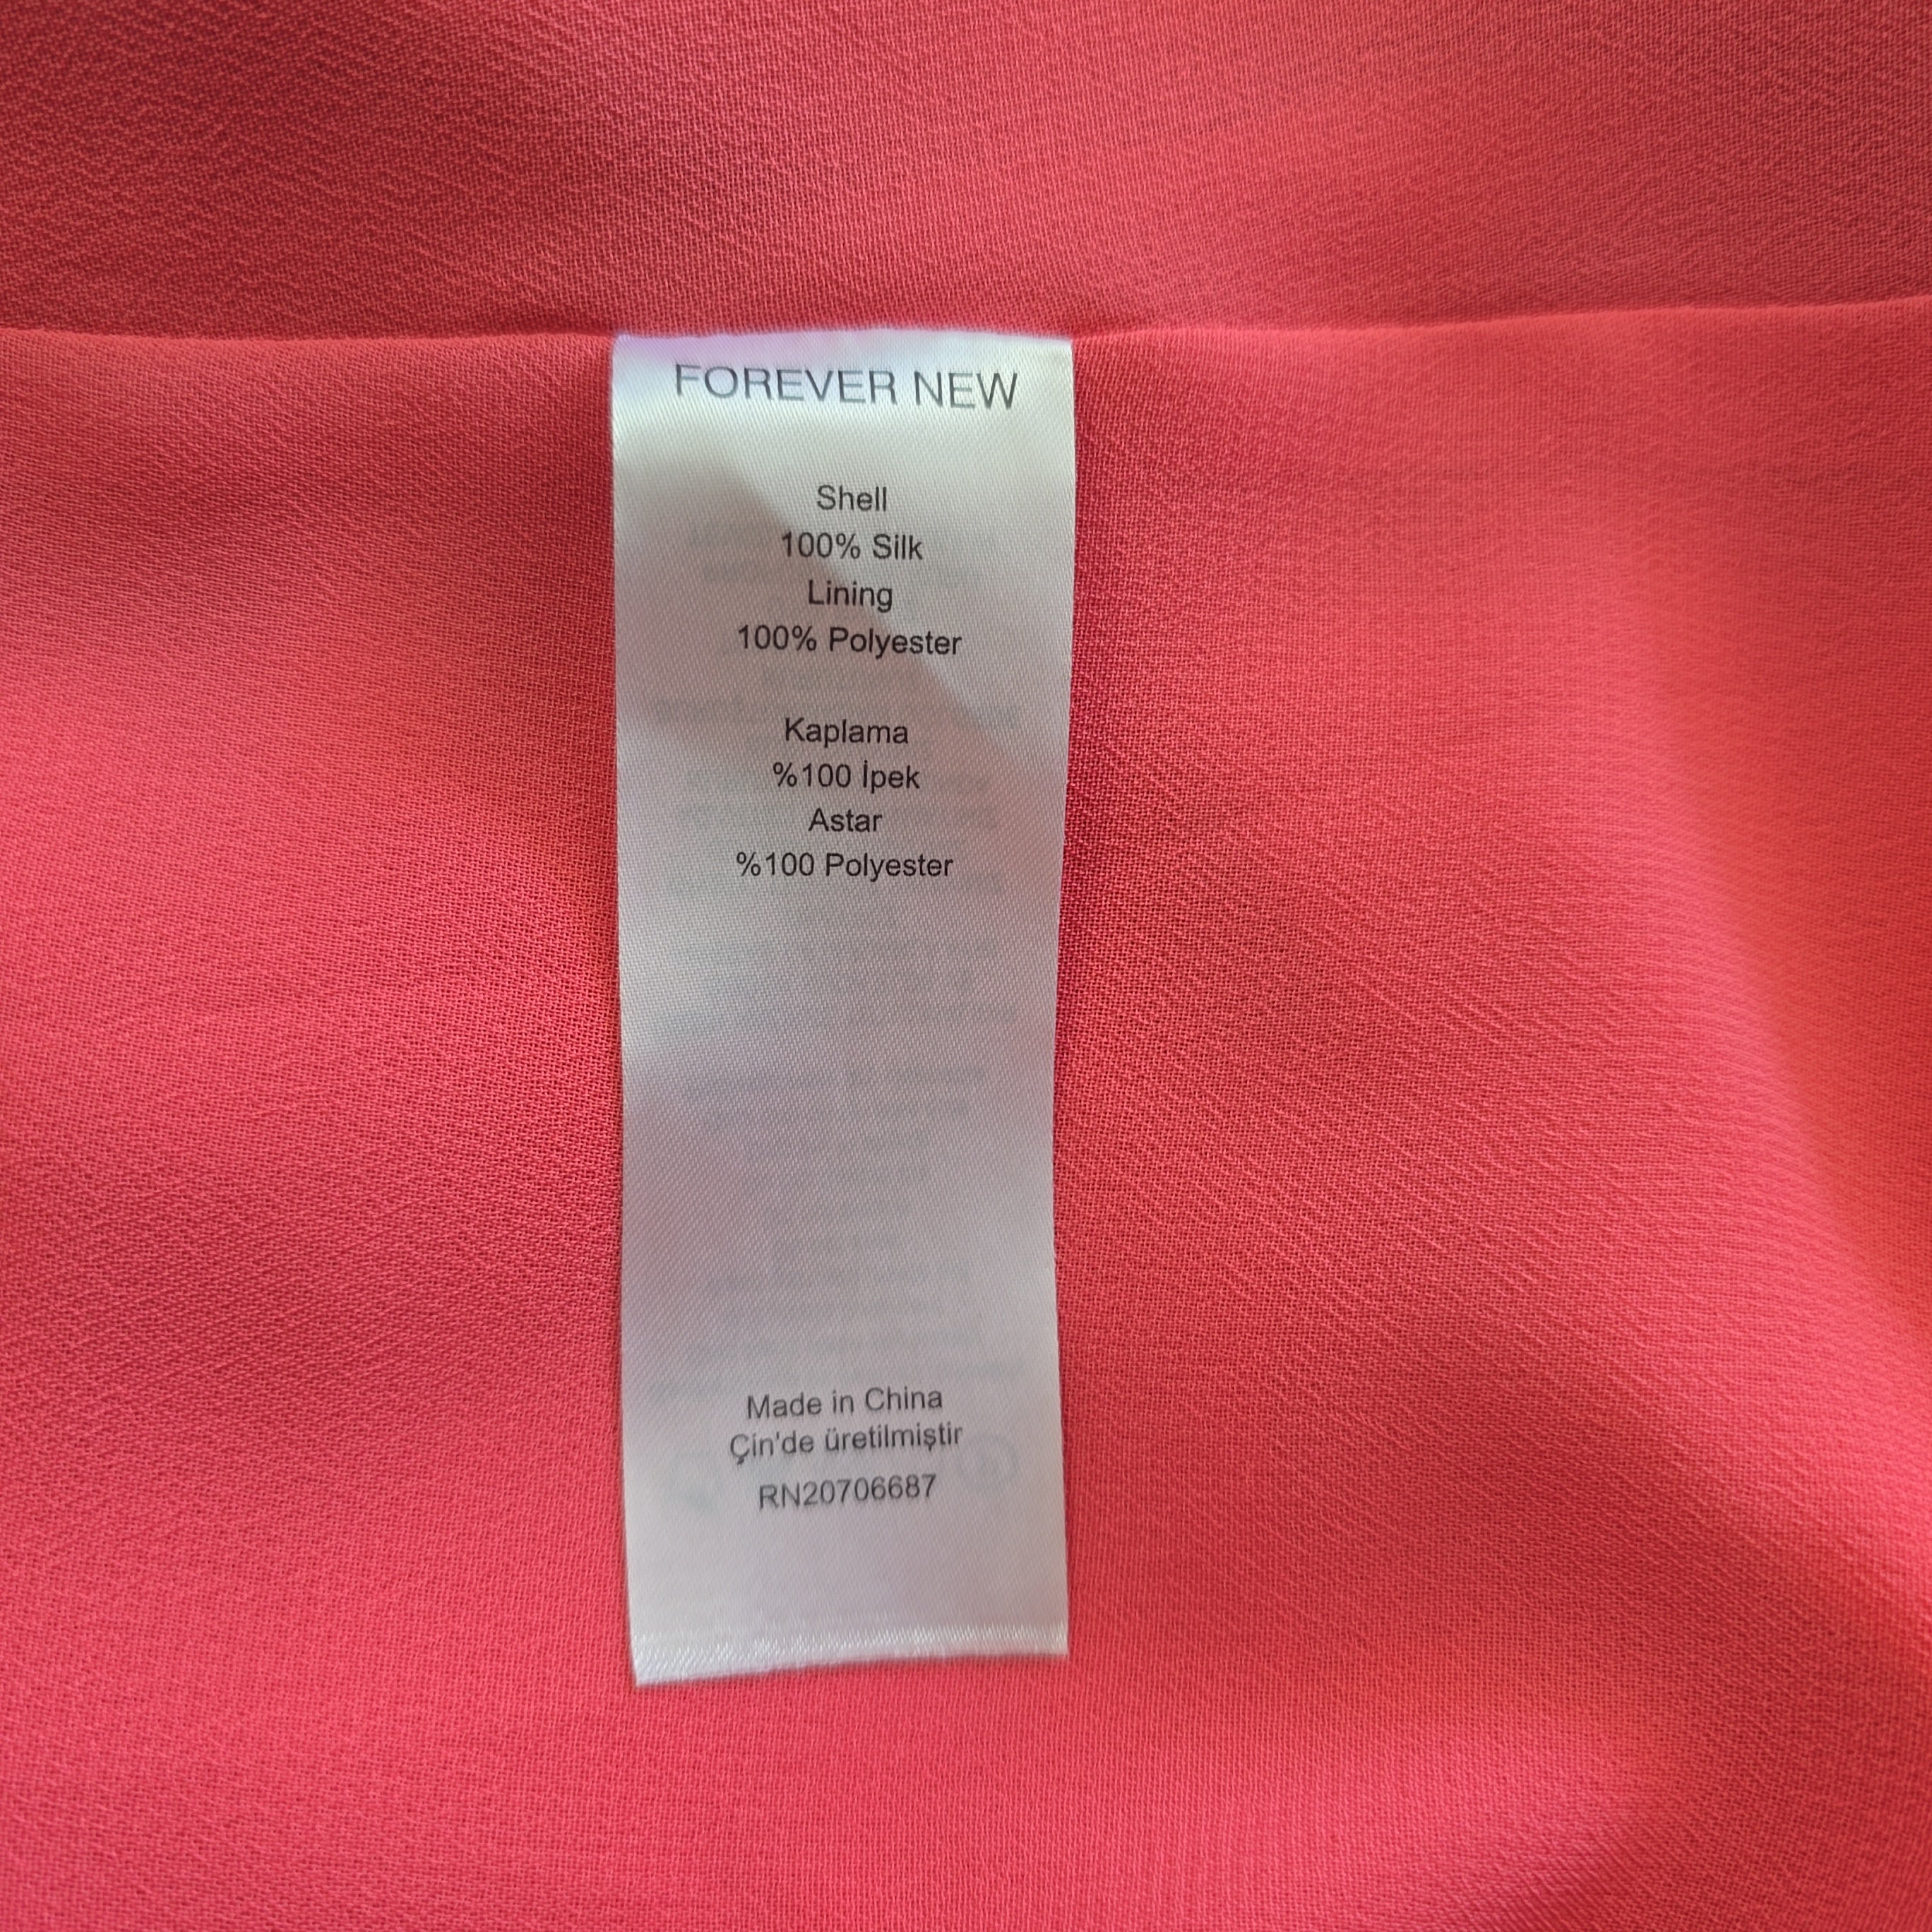 FOREVER NEW
Shell
100% Silk
Lining
100% Polyester
Kaplama
%100 İpek
Astar
%100 Polyester
Made in China
Çin'de üretilmiştir
RN20706687